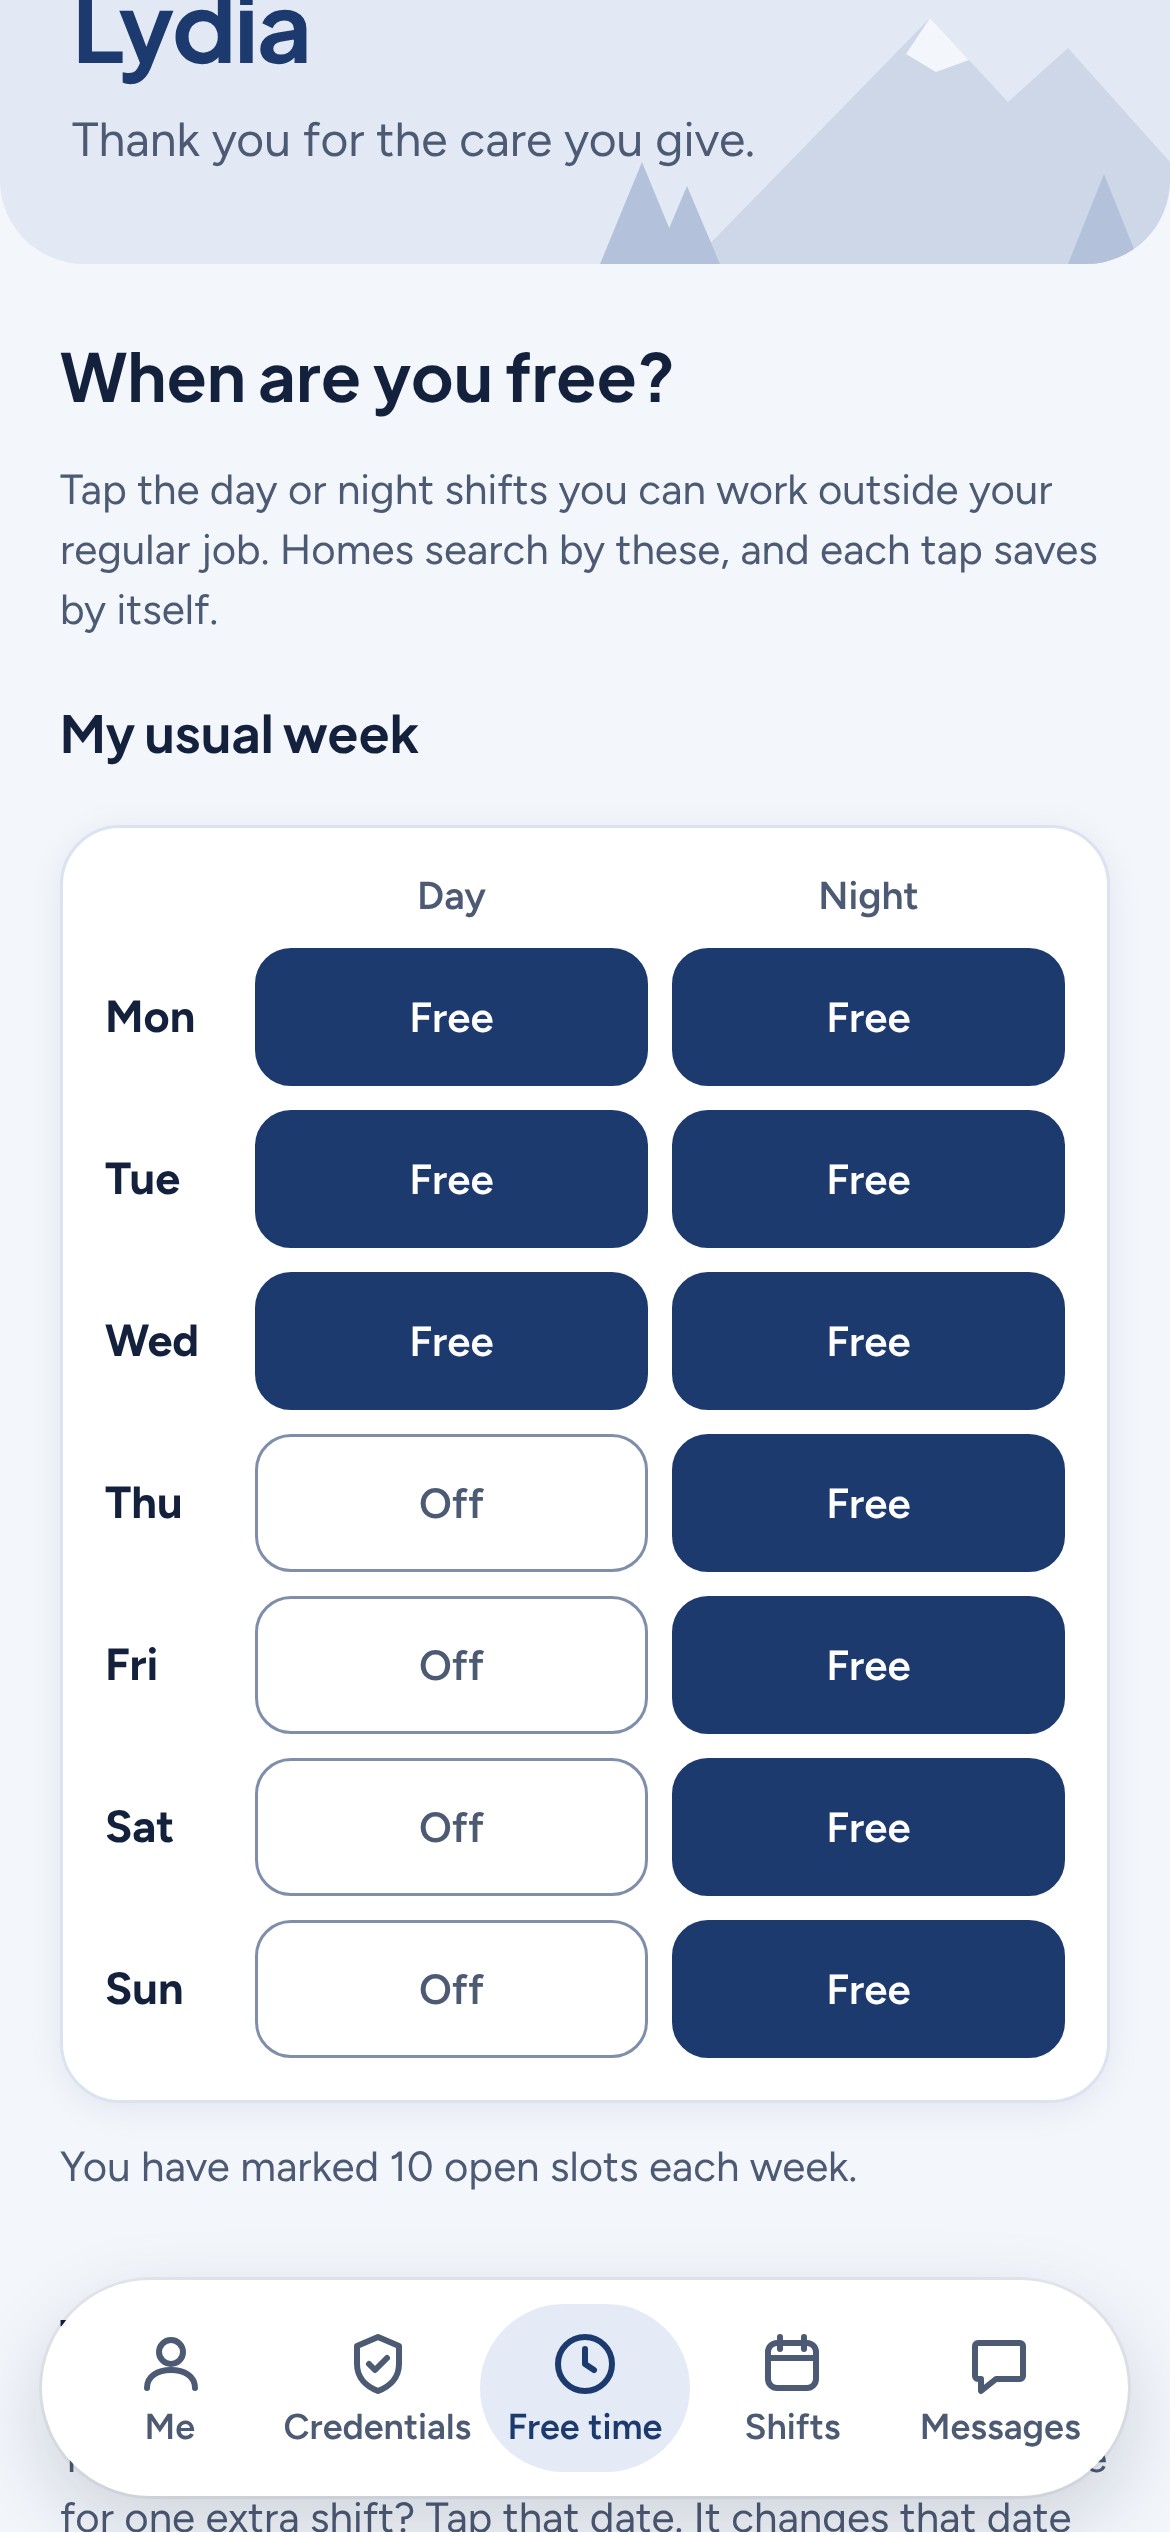 Lydia
Thank you for the care you give.
When are you free?
Tap the day or night shifts you can work outside your
regular job. Homes search by these, and each tap saves
by itself.
My usual week
Day Night
Mon Free Free
Tue Free Free
Wed Free Free
Thu Off Free
Fri Off Free
Sat Off Free
Sun Off Free
You have marked 10 open slots each week.
Me Credentials Free time Shifts Messages
for one extra shift? Tap that date. It changes that date